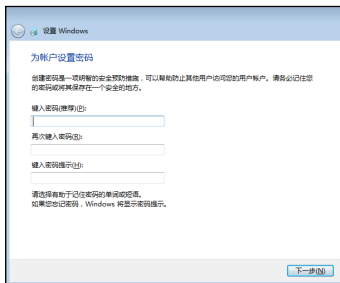 设置 Windows
为帐户设置密码
创建密码是一项明智的安全预防措施，可以帮助防止其他用户访问您的用户帐户。请务必记住您
的密码或将其保存在一个安全的地方。
键入密码(推荐)(P):
再次键入密码(R):
键入密码提示(H):
请选择有助于记住密码的单词或短语。
如果您忘记密码，Windows 将显示密码提示。
下一步(N)